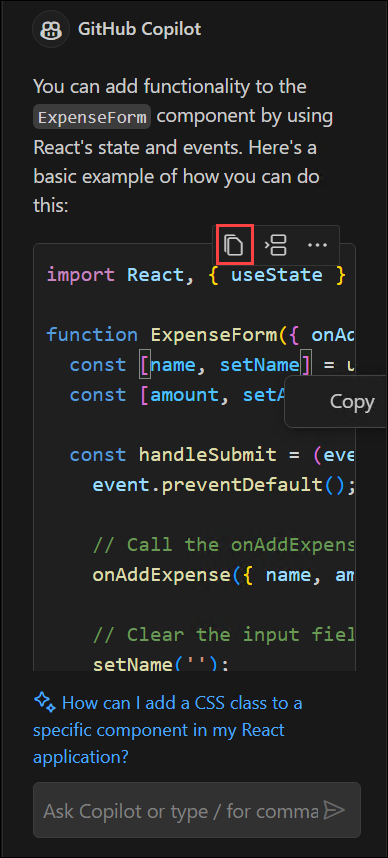 GitHub Copilot
You can add functionality to the
ExpenseForm component by using
React's state and events. Here's a
basic example of how you can do
this:
import React, { useState }
function ExpenseForm({ onAd
const [name, setName] = u
const [amount, setA
Copy
const handleSubmit = (eve
event.preventDefault();
// Call the onAddExpens
onAddExpense({ name, am
// Clear the input fiel
setName('');
How can I add a CSS class to a
specific component in my React
application?
Ask Copilot or type / for comma